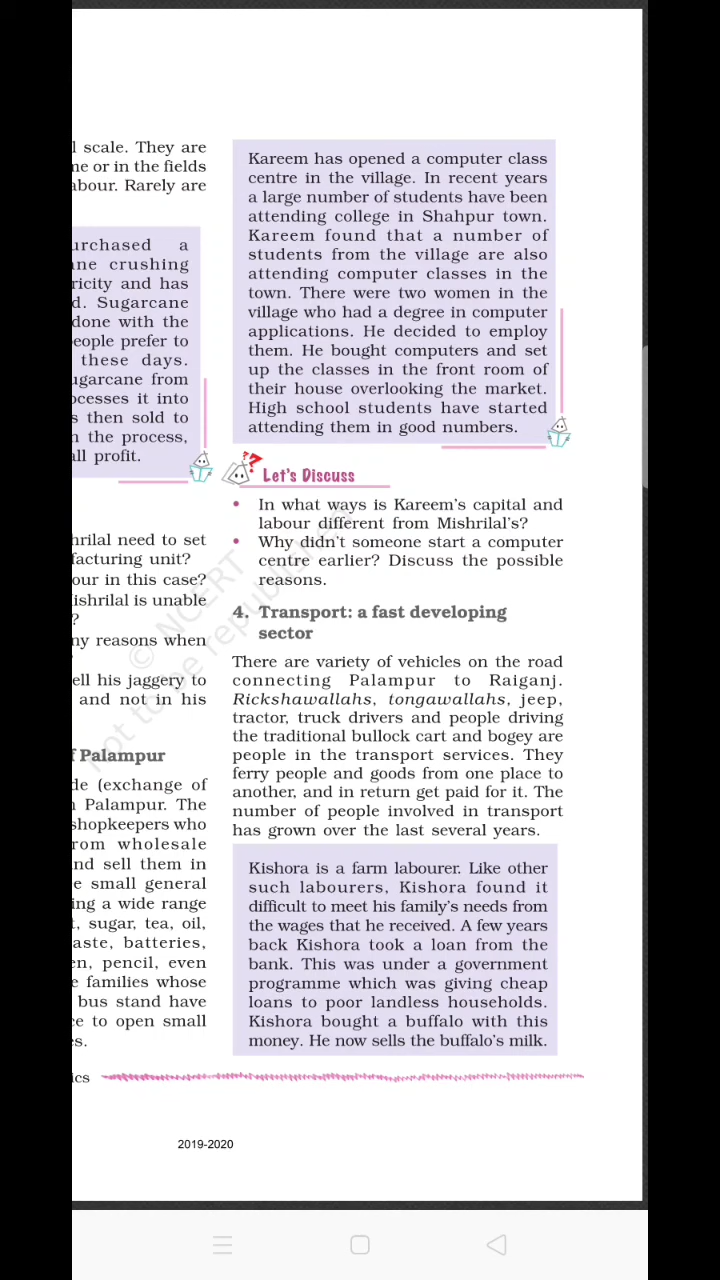 l scale. They are
me or in the fields
abour. Rarely are
urchased a
ane crushing
ricity and has
d. Sugarcane
done with the
eople prefer to
these days.
ugarcane from
ocesses it into
s then sold to
n the process,
all profit.
hrilal need to set
facturing unit?
our in this case?
ishrilal is unable
?
ny reasons when
ell his jaggery to
and not in his
f Palampur
de (exchange of
n Palampur. The
shopkeepers who
rom wholesale
nd sell them in
e small general
ing a wide range
t, sugar, tea, oil,
aste, batteries,
en, pencil, even
e families whose
bus stand have
ce to open small
es.
ics
Kareem has opened a computer class
centre in the village. In recent years
a large number of students have been
attending college in Shahpur town.
Kareem found that a number of
students from the village are also
attending computer classes in the
town. There were two women in the
village who had a degree in computer
applications. He decided to employ
them. He bought computers and set
up the classes in the front room of
their house overlooking the market.
High school students have started
attending them in good numbers.
??
Let's Discuss
• In what ways is Kareem's capital and
labour different from Mishrilal's?
• Why didn't someone start a computer
centre earlier? Discuss the possible
reasons.
4. Transport: a fast developing
sector
There are variety of vehicles on the road
connecting Palampur to Raiganj.
Rickshawallahs, tongawallahs, jeep,
tractor, truck drivers and people driving
the traditional bullock cart and bogey are
people in the transport services. They
ferry people and goods from one place to
another, and in return get paid for it. The
number of people involved in transport
has grown over the last several years.
Kishora is a farm labourer. Like other
such labourers, Kishora found it
difficult to meet his family's needs from
the wages that he received. A few years
back Kishora took a loan from the
bank. This was under a government
programme which was giving cheap
loans to poor landless households.
Kishora bought a buffalo with this
money. He now sells the buffalo's milk.
© NCERT
not to be republished
2019-2020